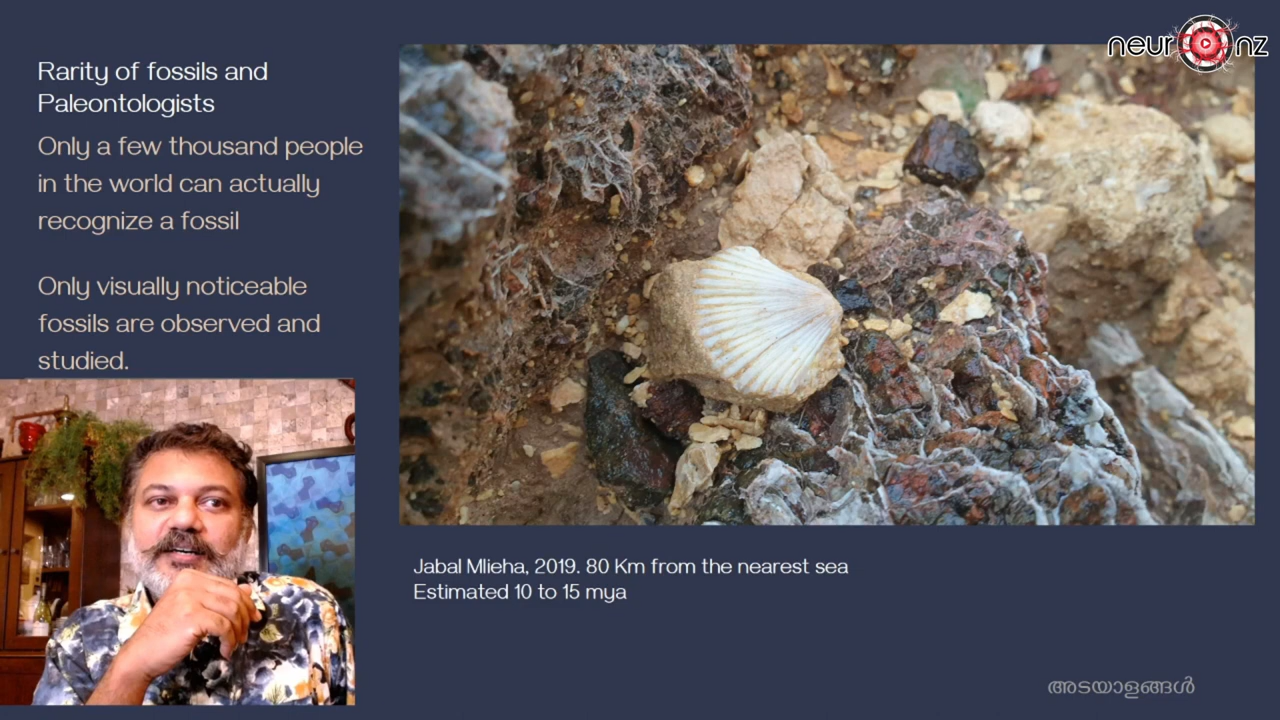 neuronz
Rarity of fossils and
Paleontologists
Only a few thousand people
in the world can actually
recognize a fossil
Only visually noticeable
fossils are observed and
studied.
Jabal Mlieha, 2019. 80 Km from the nearest sea
Estimated 10 to 15 mya
അടയാളങ്ങൾ